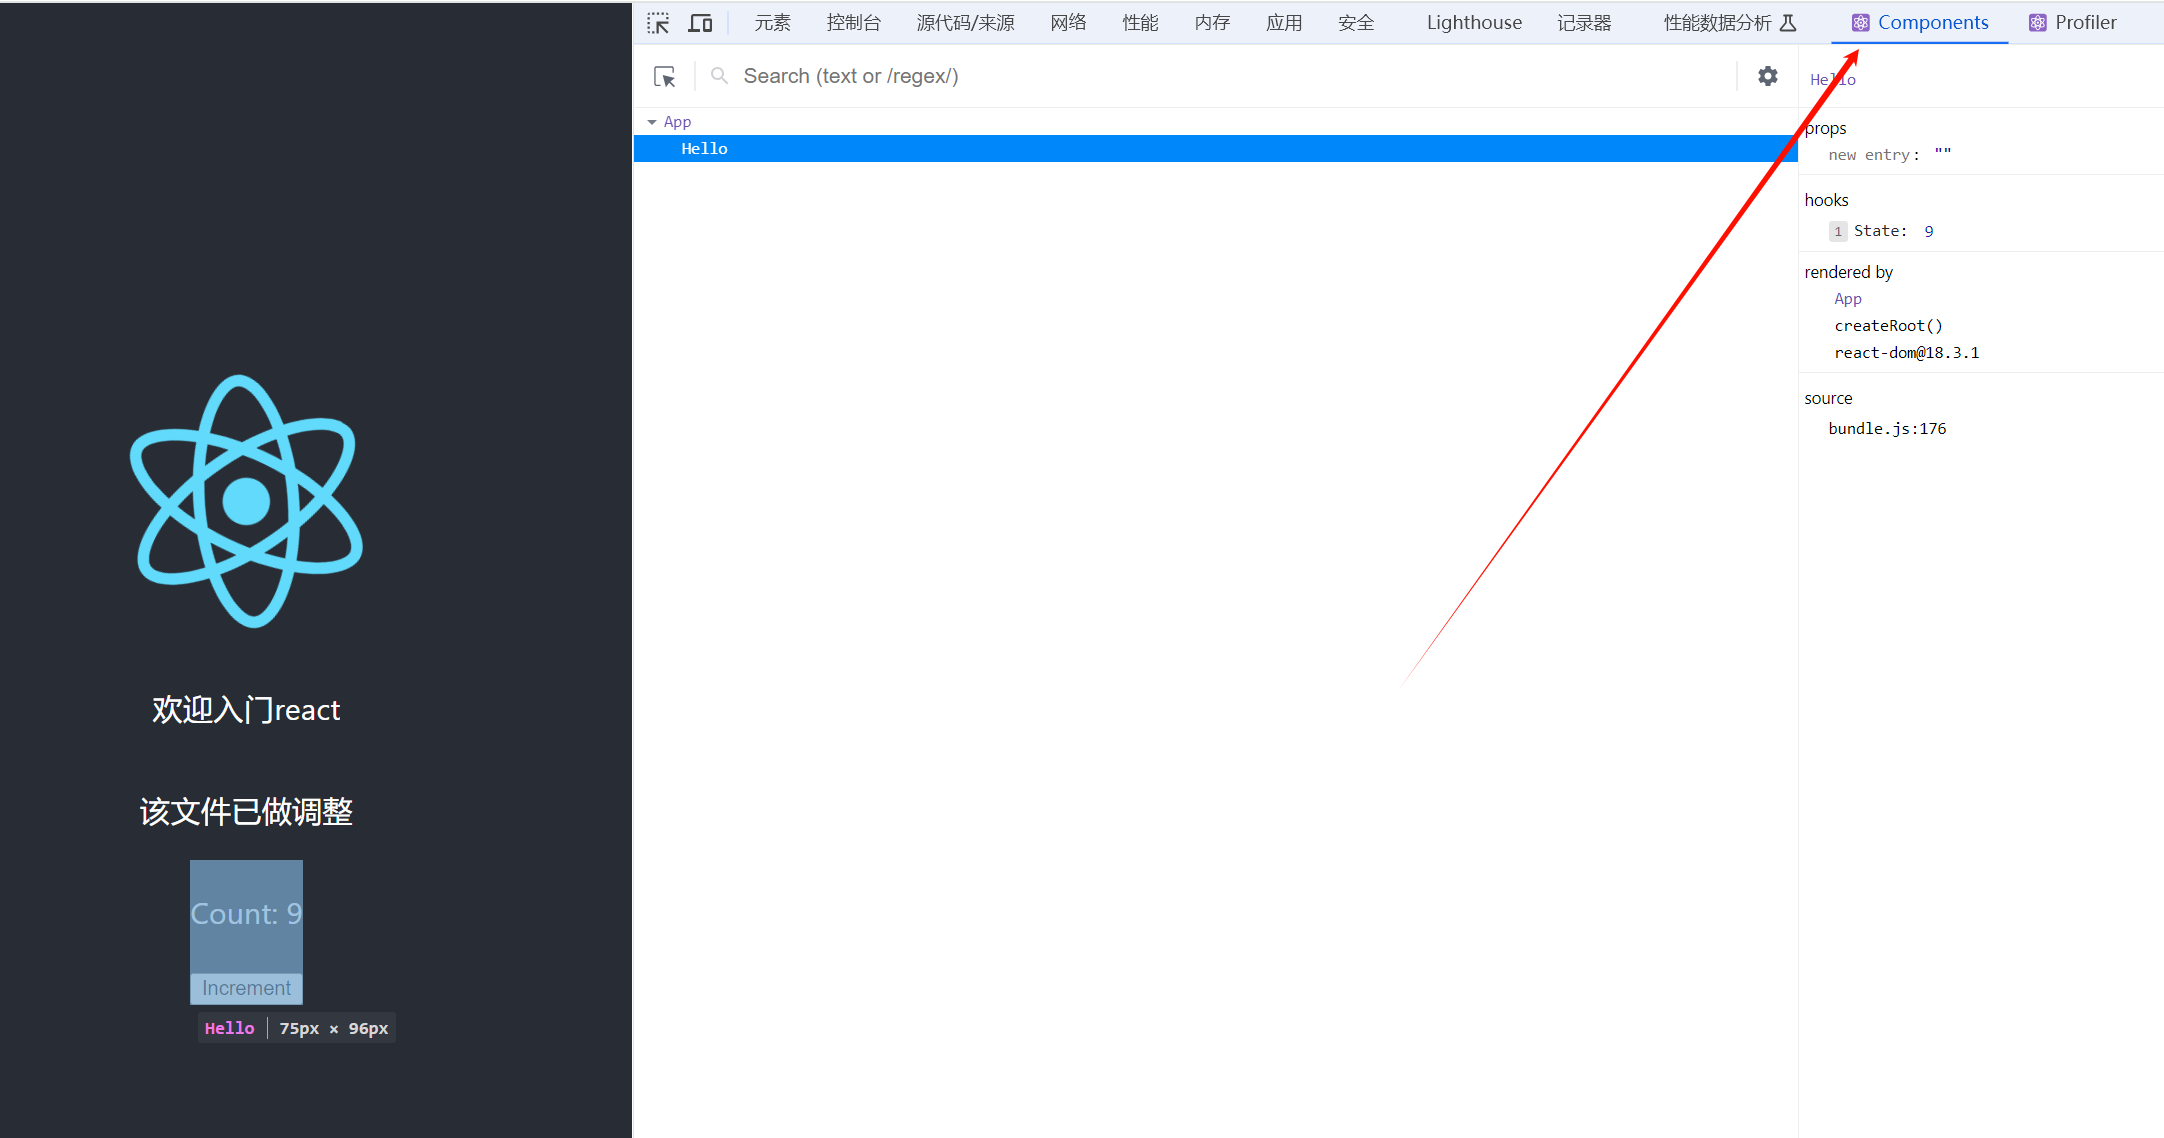 元素 控制台 源代码/来源 网络 性能 内存 应用 安全 Lighthouse 记录器 性能数据分析 Components Profiler
Search (text or /regex/)
App
Hello
Hello
props
new entry: ""
hooks
1 State: 9
rendered by
App
createRoot()
react-dom@18.3.1
source
bundle.js:176
欢迎入门react
该文件已做调整
Count: 9
Increment
Hello 75px × 96px